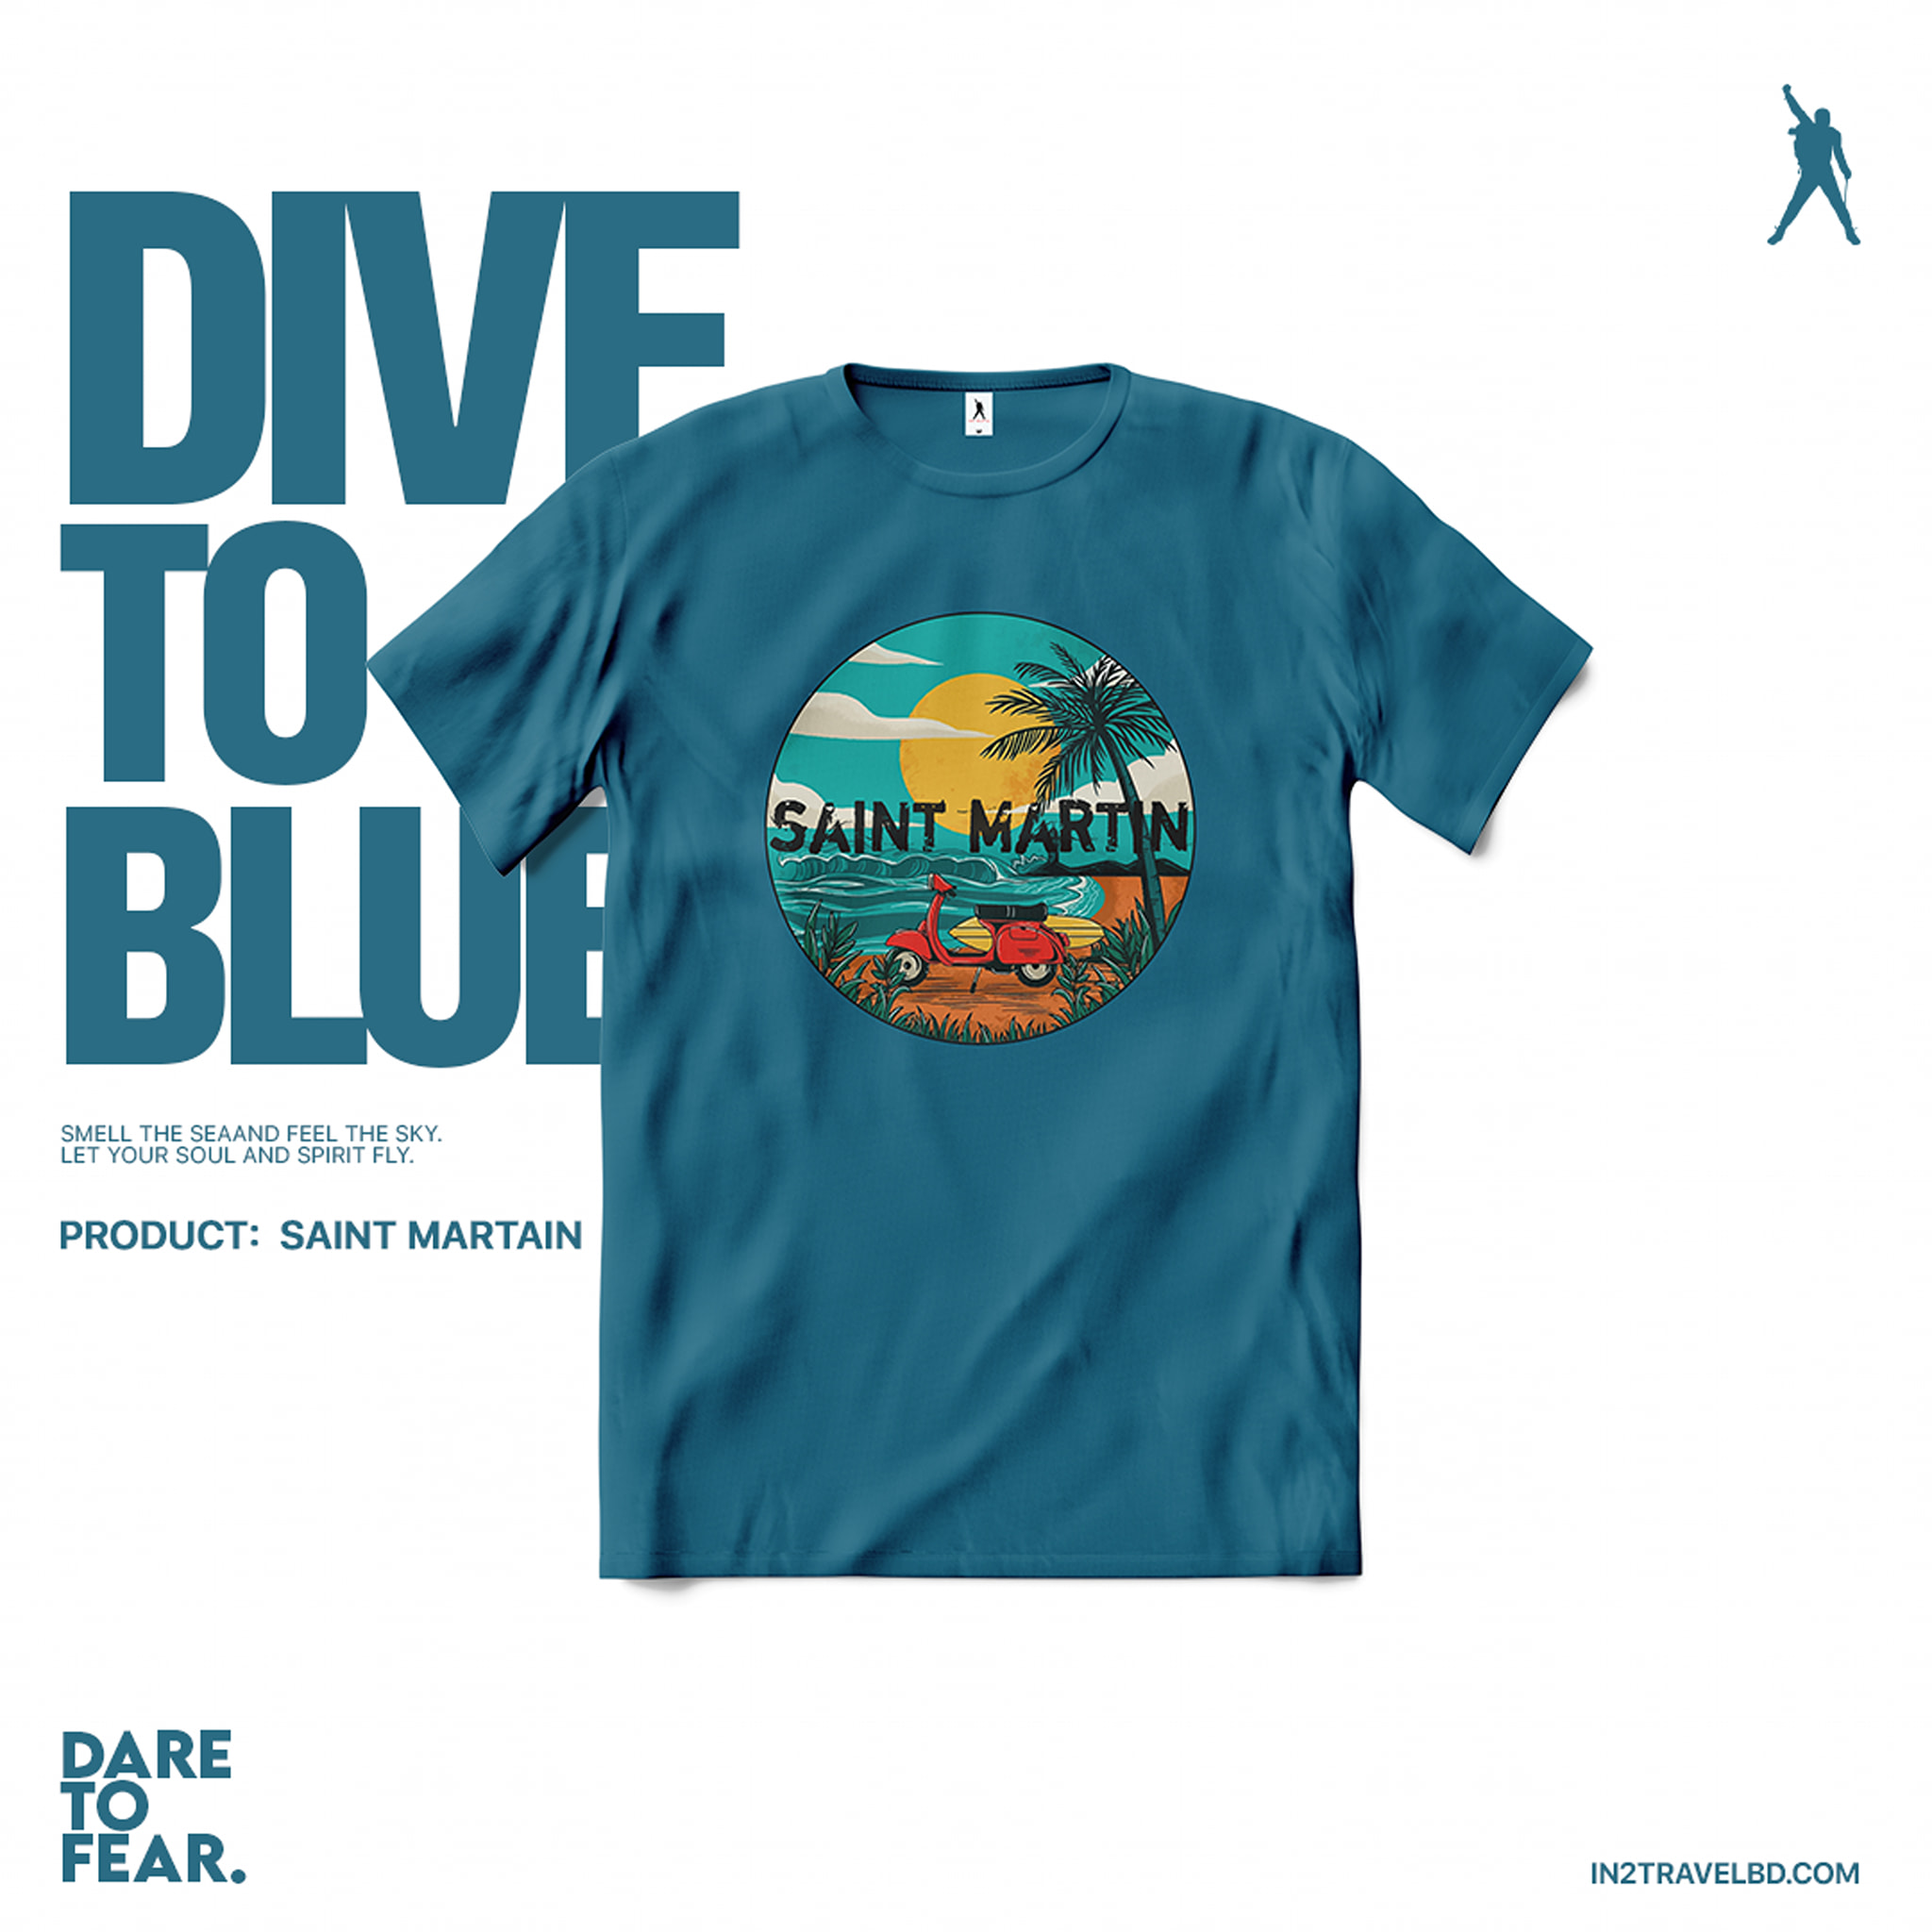 DIVE
TO
BLUE
SAINT MARTIN
SMELL THE SEAAND FEEL THE SKY.
LET YOUR SOUL AND SPIRIT FLY.
PRODUCT: SAINT MARTAIN
DARE
TO
FEAR.
IN2TRAVELBD.COM